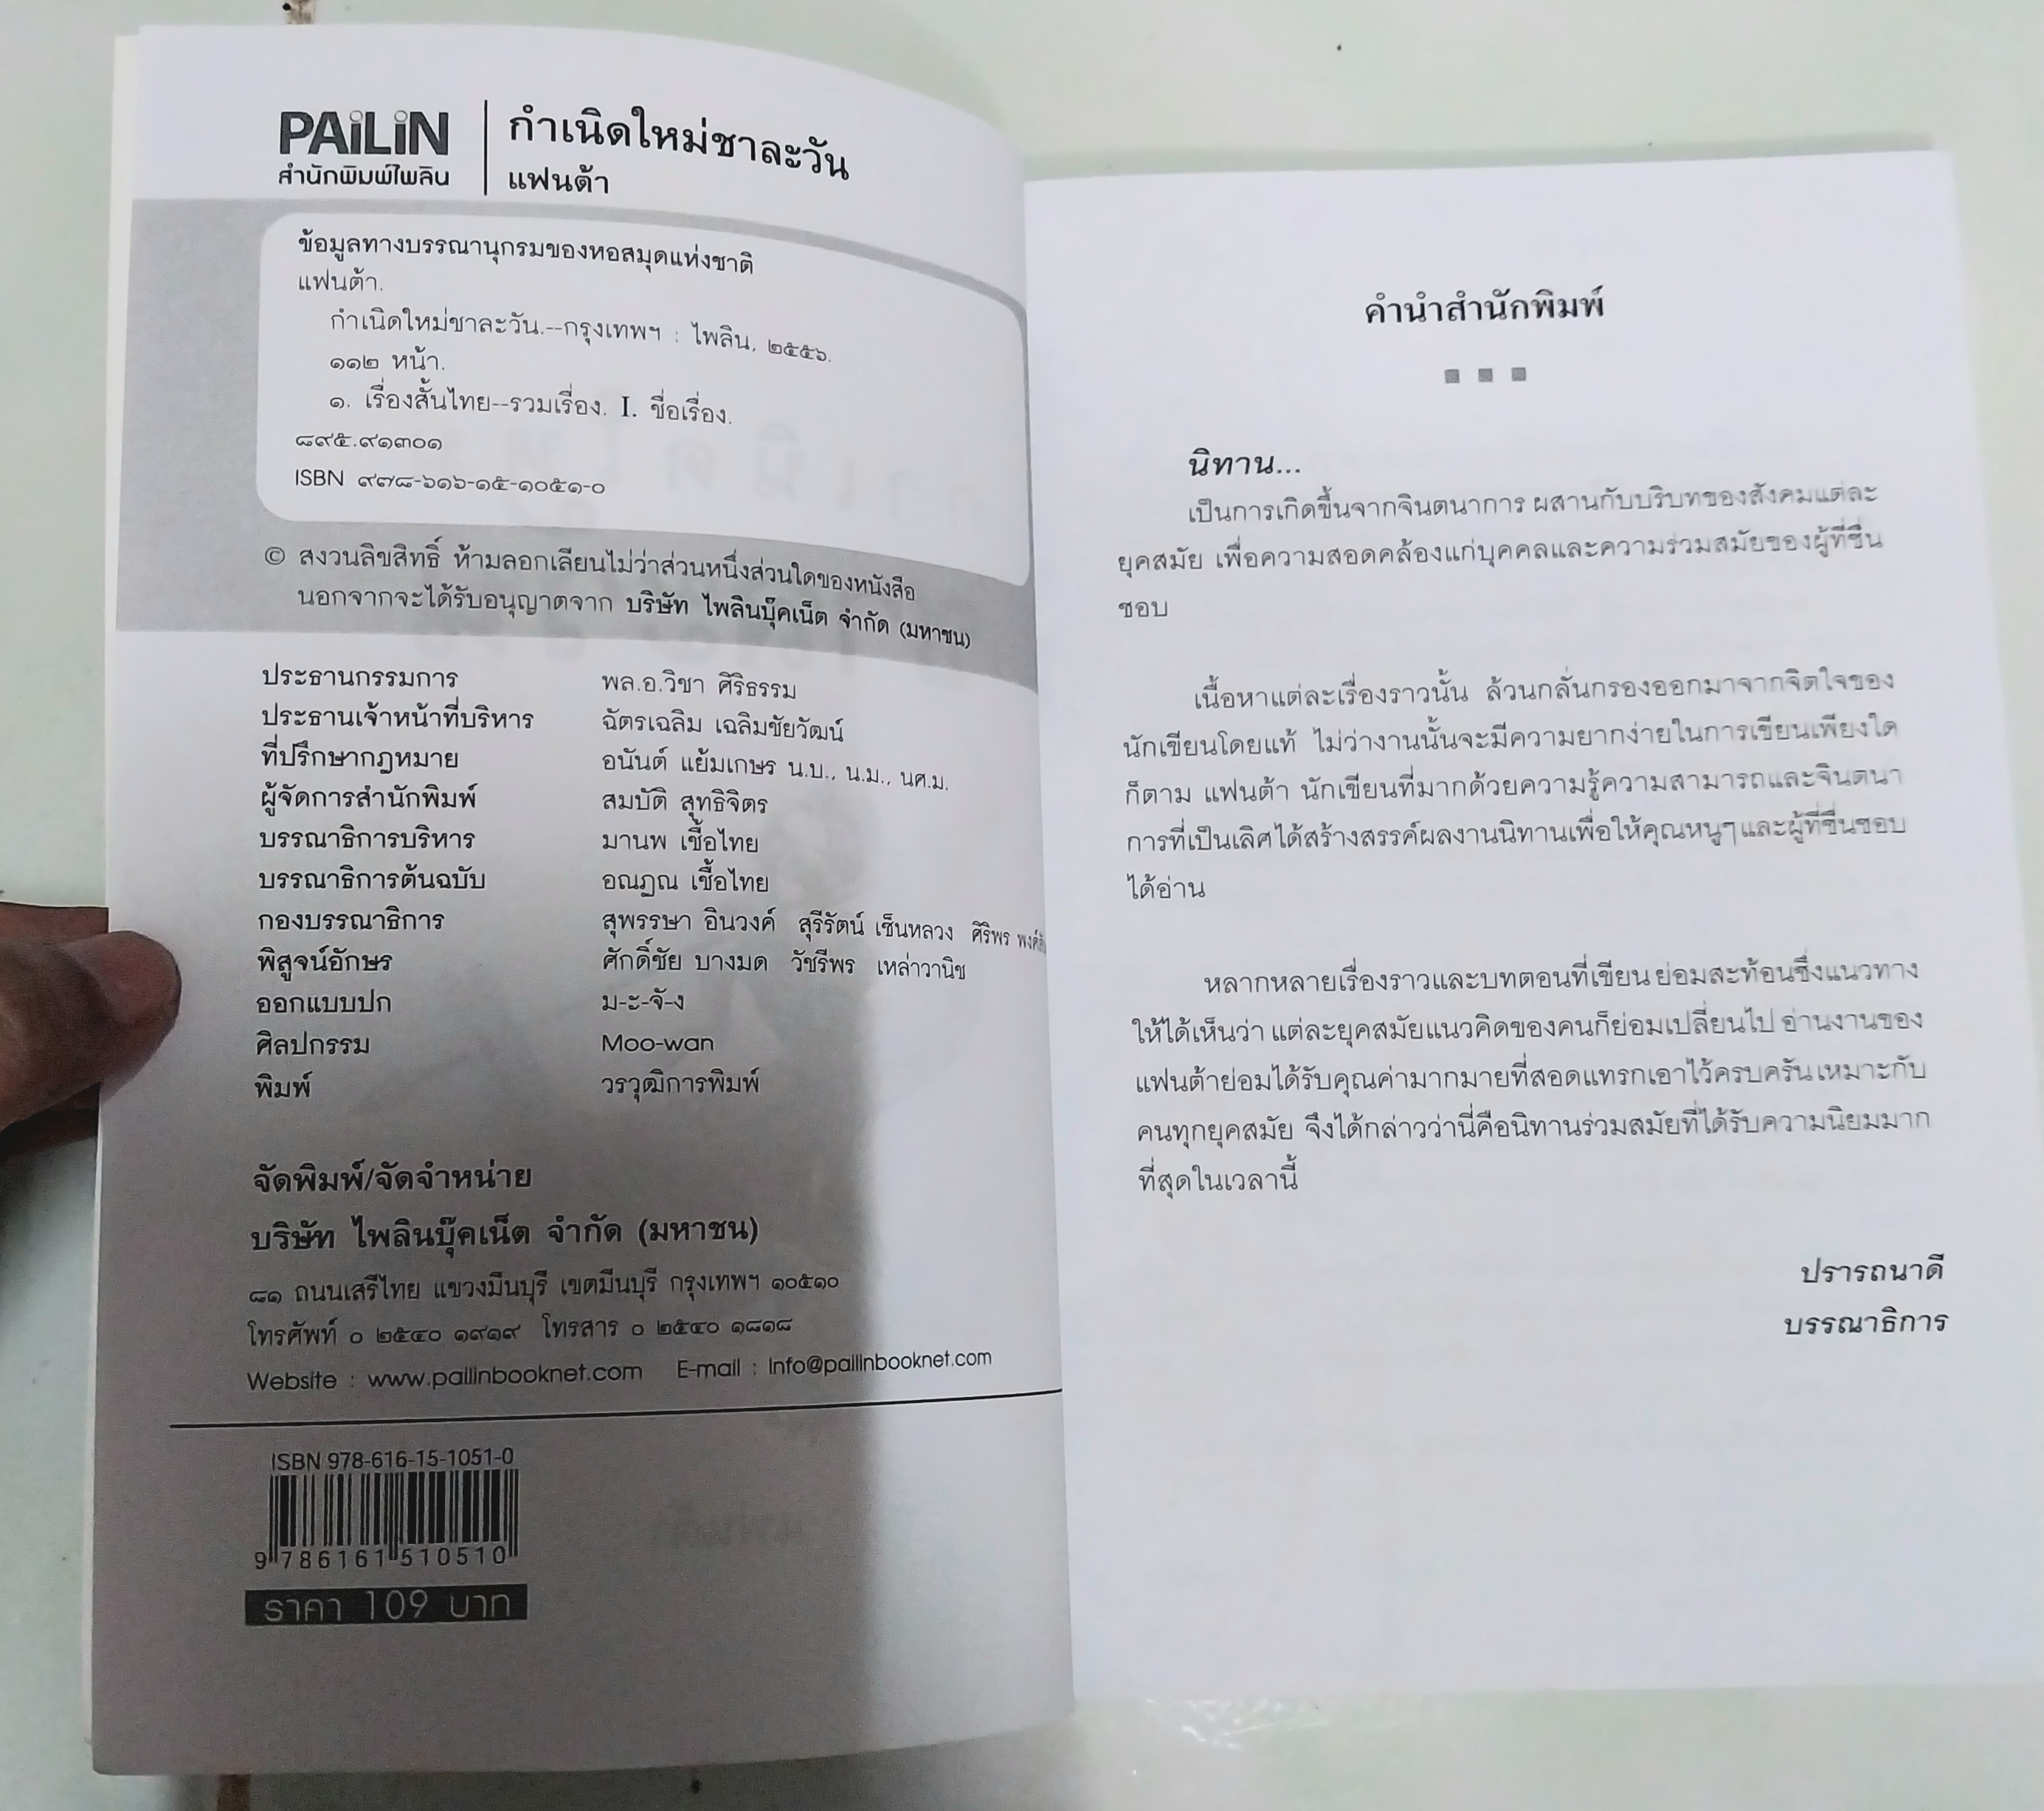 PAiLiN
สำนักพิมพ์ไพลิน
กำเนิดใหม่ชาละวัน
แฟนต้า
ข้อมูลทางบรรณานุกรมของหอสมุดแห่งชาติ
แฟนต้า.
กำเนิดใหม่ชาละวัน.--กรุงเทพฯ : ไพลิน, ๒๕๕๖.
๑๑๒ หน้า.
๑. เรื่องสั้นไทย--รวมเรื่อง. I. ชื่อเรื่อง.
๘๙๕.๙๑๓๐๑
ISBN ๙๗๘-๖๑๖-๑๕-๑๐๕๑-๐
© สงวนลิขสิทธิ์ ห้ามลอกเลียนไม่ว่าส่วนหนึ่งส่วนใดของหนังสือ
นอกจากจะได้รับอนุญาตจาก บริษัท ไพลินบุ๊คเน็ต จำกัด (มหาชน)
ประธานกรรมการ พล.อ.วิชา ศิริธรรม
ประธานเจ้าหน้าที่บริหาร ฉัตรเฉลิม เฉลิมชัยวัฒน์
ที่ปรึกษากฎหมาย อนันต์ แย้มเกษร น.บ., น.ม., นศ.ม.
ผู้จัดการสำนักพิมพ์ สมบัติ สุทธิจิตร
บรรณาธิการบริหาร มานพ เชื้อไทย
บรรณาธิการต้นฉบับ อณฏณ เชื้อไทย
กองบรรณาธิการ สุพรรษา อินวงค์ สุรีรัตน์ เซ็นหลวง ศิริพร
พิสูจน์อักษร ศักดิ์ชัย บางมด วัชรีพร เหล่าวานิช
ออกแบบปก ม-ะ-จั-ง
ศิลปกรรม Moo-wan
พิมพ์ วรวุฒิการพิมพ์
จัดพิมพ์/จัดจำหน่าย
บริษัท ไพลินบุ๊คเน็ต จำกัด (มหาชน)
๘๑ ถนนเสรีไทย แขวงมีนบุรี เขตมีนบุรี กรุงเทพฯ ๑๐๕๑๐
โทรศัพท์ ๐ ๒๕๔๐ ๑๙๑๙ โทรสาร ๐ ๒๕๔๐ ๑๘๑๘
Website : www.pailinbooknet.com E-mail : Info@pailinbooknet.com
ISBN 978-616-15-1051-0
9 786161 510510
ราคา 109 บาท
คำนำสำนักพิมพ์
นิทาน...
เป็นการเกิดขึ้นจากจินตนาการ ผสานกับบริบทของสังคมแต่ละ
ยุคสมัย เพื่อความสอดคล้องแก่บุคคลและความร่วมสมัยของผู้ที่ชื่น
ชอบ
เนื้อหาแต่ละเรื่องราวนั้น ล้วนกลั่นกรองออกมาจากจิตใจของ
นักเขียนโดยแท้ ไม่ว่างานนั้นจะมีความยากง่ายในการเขียนเพียงใด
ก็ตาม แฟนต้า นักเขียนที่มากด้วยความรู้ความสามารถและจินตนา
การที่เป็นเลิศได้สร้างสรรค์ผลงานนิทานเพื่อให้คุณหนูๆ และผู้ที่ชื่นชอบ
ได้อ่าน
หลากหลายเรื่องราวและบทตอนที่เขียน ย่อมสะท้อนซึ่งแนวทาง
ให้ได้เห็นว่า แต่ละยุคสมัยแนวคิดของคนก็ย่อมเปลี่ยนไป อ่านงานของ
แฟนต้าย่อมได้รับคุณค่ามากมายที่สอดแทรกเอาไว้ครบครัน เหมาะกับ
คนทุกยุคสมัย จึงได้กล่าวว่านี่คือนิทานร่วมสมัยที่ได้รับความนิยมมาก
ที่สุดในเวลานี้
ปรารถนาดี
บรรณาธิการ